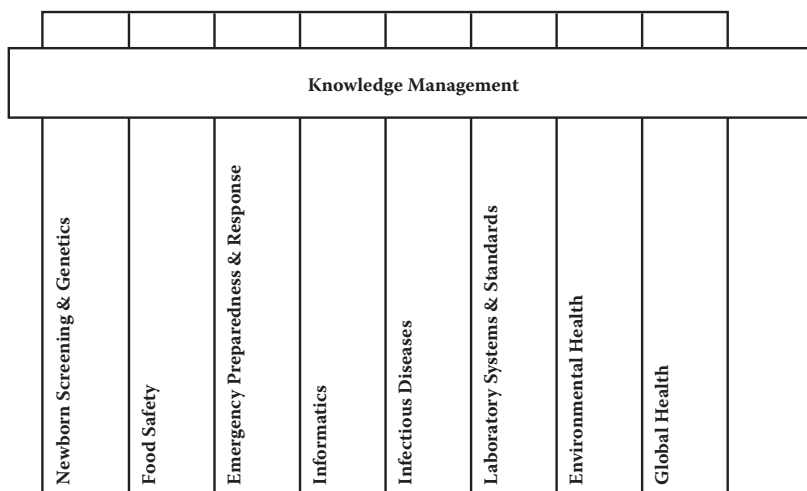 Knowledge Management
Newborn Screening & Genetics
Food Safety
Emergency Preparedness & Response
Informatics
Infectious Diseases
Laboratory Systems & Standards
Environmental Health
Global Health